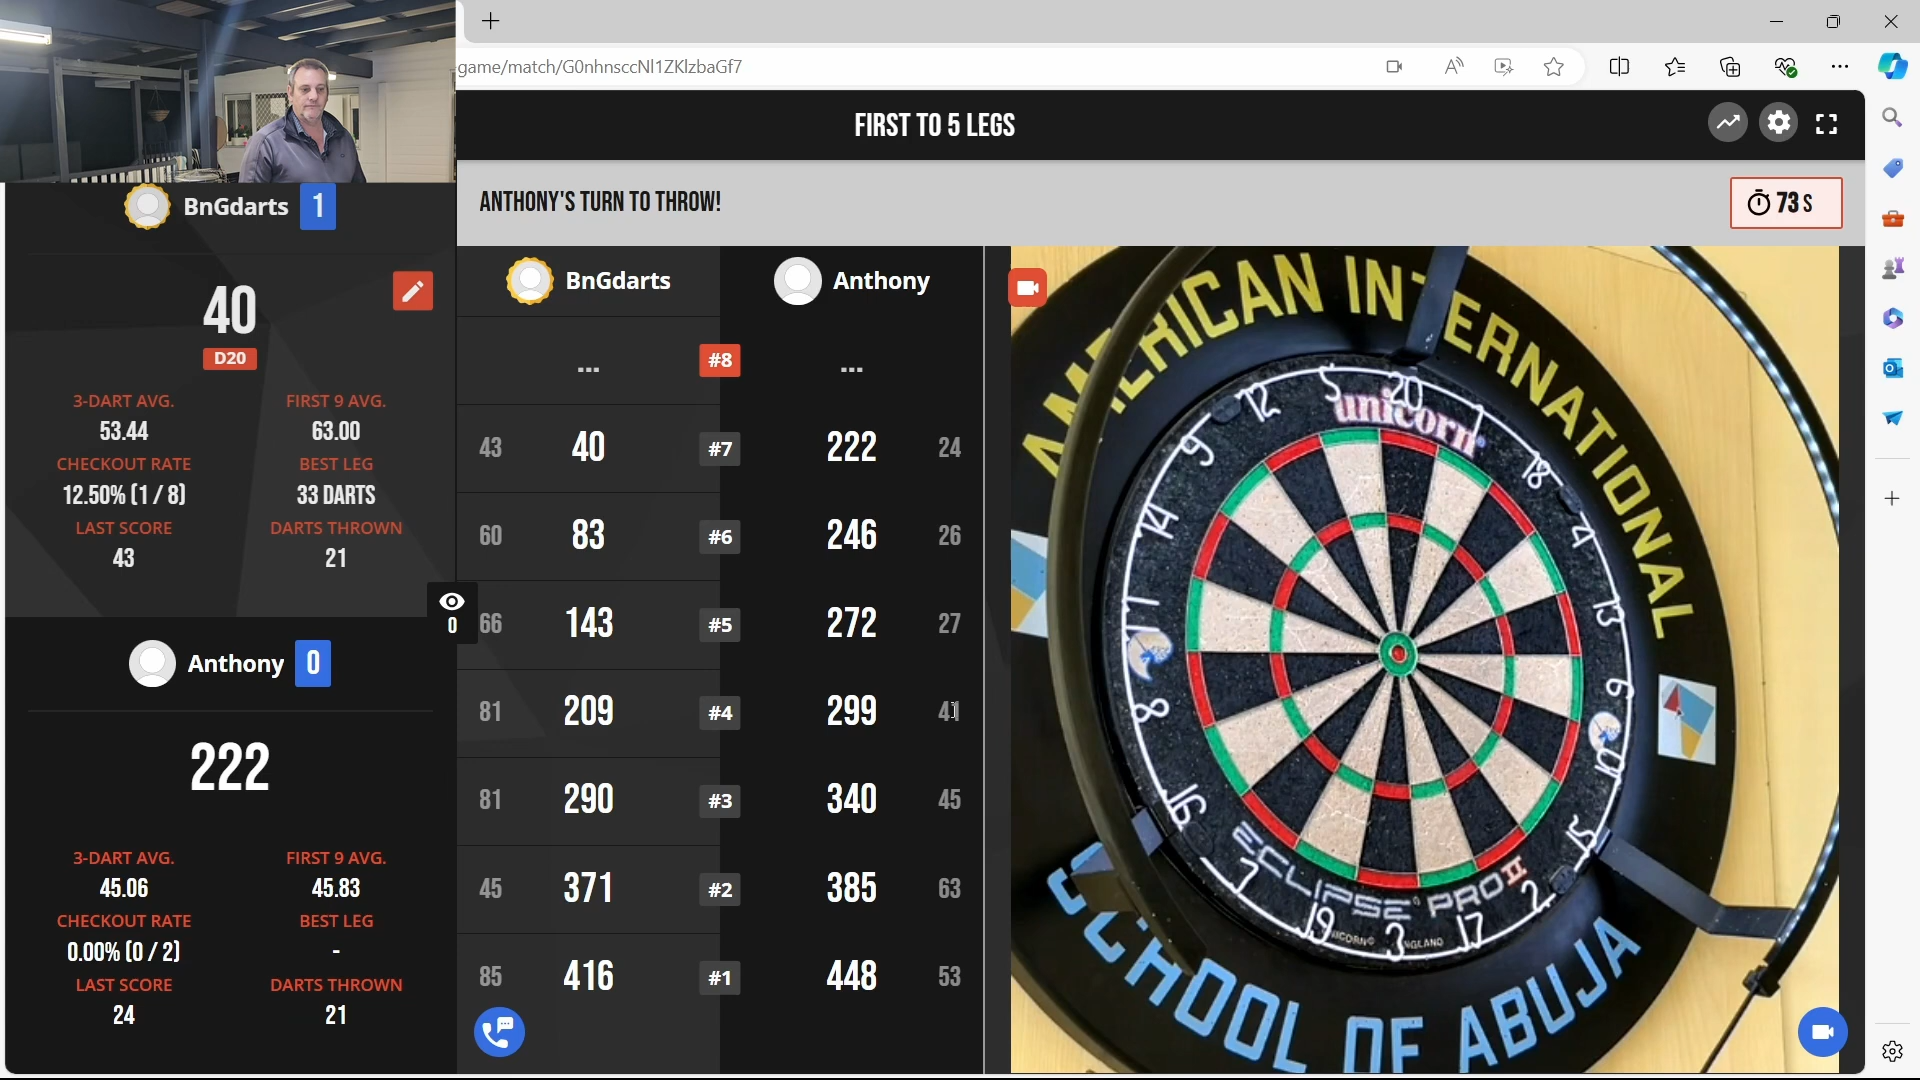 game/match/G0nhnsccNl1ZKlzbaGf7
FIRST TO 5 LEGS
ANTHONY'S TURN TO THROW!
73 S
BnGdarts 1
40
D20
3-DART AVG. FIRST 9 AVG.
53.44 63.00
CHECKOUT RATE BEST LEG
12.50% (1 / 8) 33 DARTS
LAST SCORE DARTS THROWN
43 21
0
Anthony 0
222
3-DART AVG. FIRST 9 AVG.
45.06 45.83
CHECKOUT RATE BEST LEG
0.00% (0 / 2) -
LAST SCORE DARTS THROWN
24 21
BnGdarts Anthony
... #8 ...
43 40 #7 222 24
60 83 #6 246 26
66 143 #5 272 27
81 209 #4 299 41
81 290 #3 340 45
45 371 #2 385 63
85 416 #1 448 53
AMERICAN INTERNATIONAL
SCHOOL OF ABUJA
unicorn
ECLIPSE PRO II
20
1
18
4
13
6
10
15
2
17
3
19
7
16
8
11
14
9
12
5